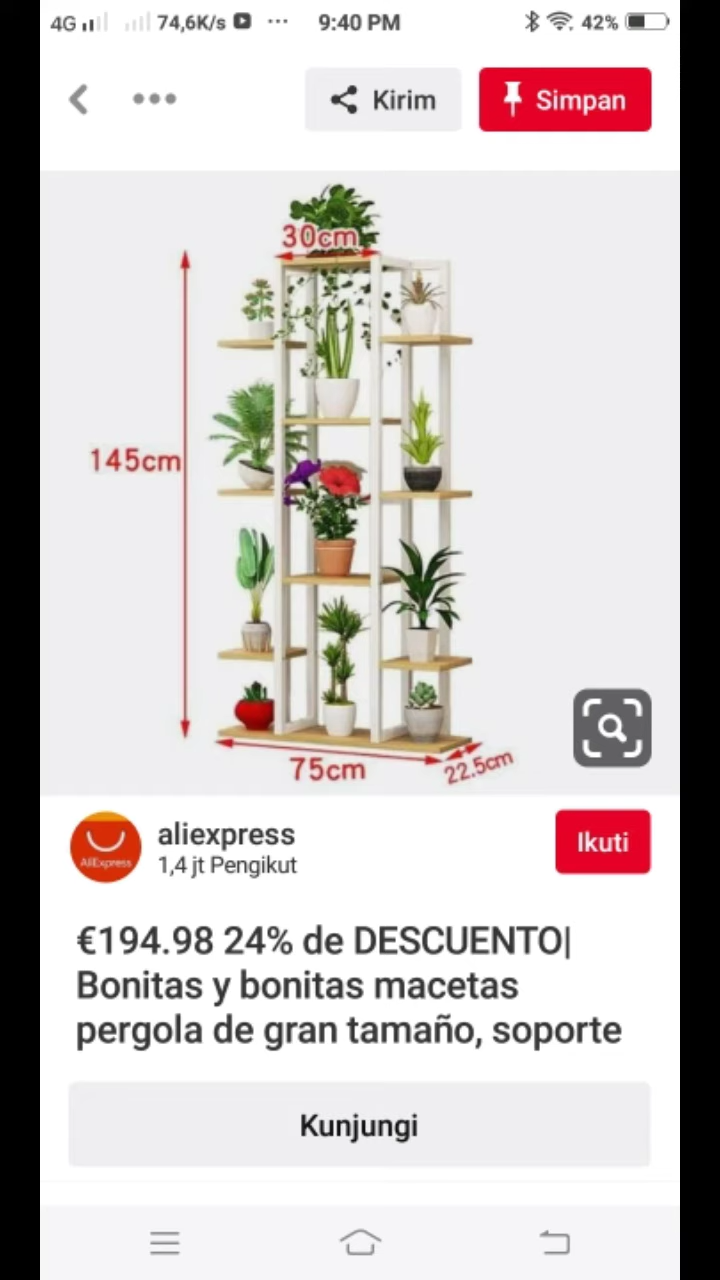 4G 74,6K/s ... 9:40 PM 42%
Kirim Simpan
30cm
145cm
75cm
22.5cm
aliexpress
AliExpress
1,4 jt Pengikut
Ikuti
€194.98 24% de DESCUENTO|
Bonitas y bonitas macetas
pergola de gran tamaño, soporte
Kunjungi